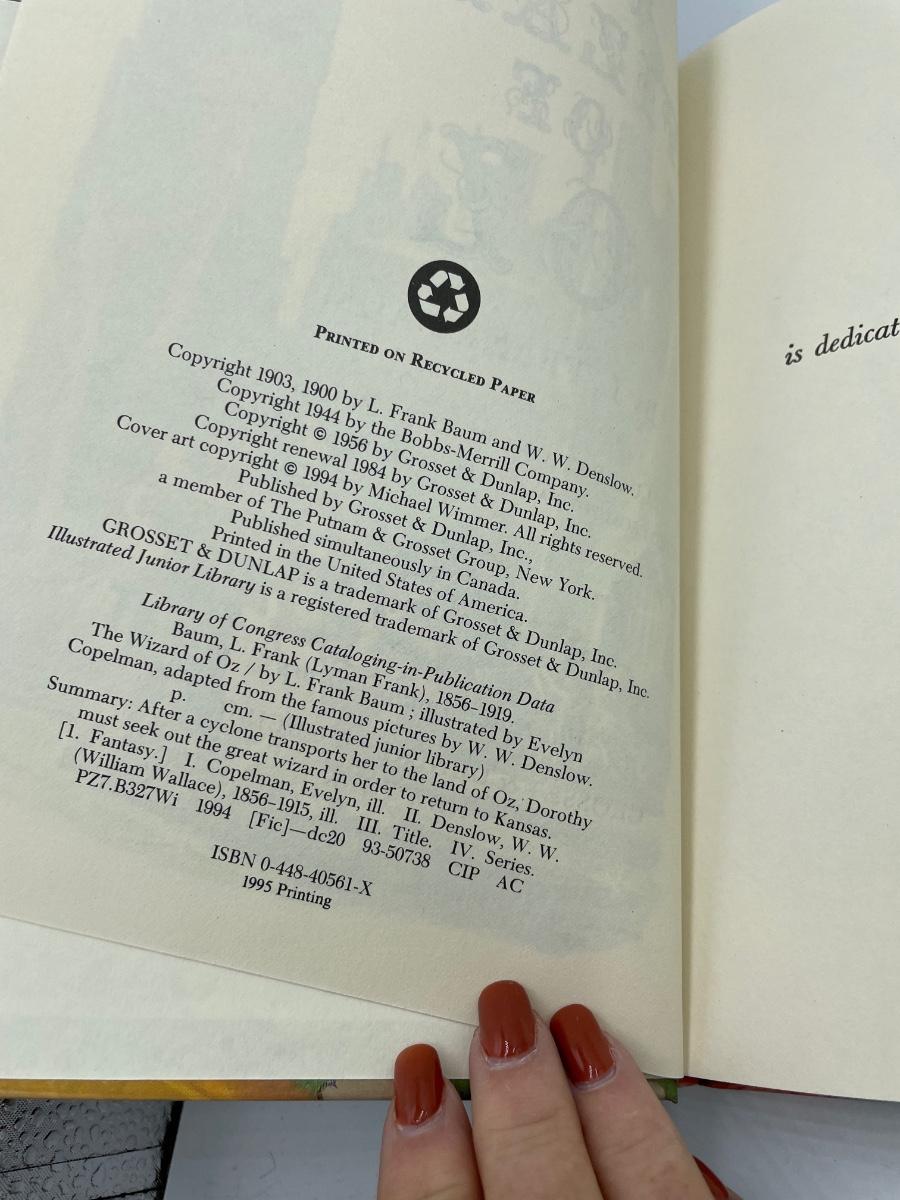 PRINTED ON RECYCLED PAPER
Copyright 1903, 1900 by L. Frank Baum and W. W. Denslow.
Copyright 1944 by the Bobbs-Merrill Company.
Copyright © 1956 by Grosset & Dunlap, Inc.
Copyright renewal 1984 by Grosset & Dunlap, Inc.
Cover art copyright © 1994 by Michael Wimmer. All rights reserved.
Published by Grosset & Dunlap, Inc.,
a member of The Putnam & Grosset Group, New York.
Published simultaneously in Canada.
Printed in the United States of America.
GROSSET & DUNLAP is a trademark of Grosset & Dunlap, Inc.
Illustrated Junior Library is a registered trademark of Grosset & Dunlap, Inc.
Library of Congress Cataloging-in-Publication Data
Baum, L. Frank (Lyman Frank), 1856–1919.
The Wizard of Oz / by L. Frank Baum ; illustrated by Evelyn
Copelman, adapted from the famous pictures by W. W. Denslow.
p. cm. — (Illustrated junior library)
Summary: After a cyclone transports her to the land of Oz, Dorothy
must seek out the great wizard in order to return to Kansas.
[1. Fantasy.] I. Copelman, Evelyn, ill. II. Denslow, W. W.
(William Wallace), 1856–1915, ill. III. Title. IV. Series.
PZ7.B327Wi 1994 [Fic]—dc20 93-50738 CIP AC
ISBN 0-448-40561-X
1995 Printing
is dedicat